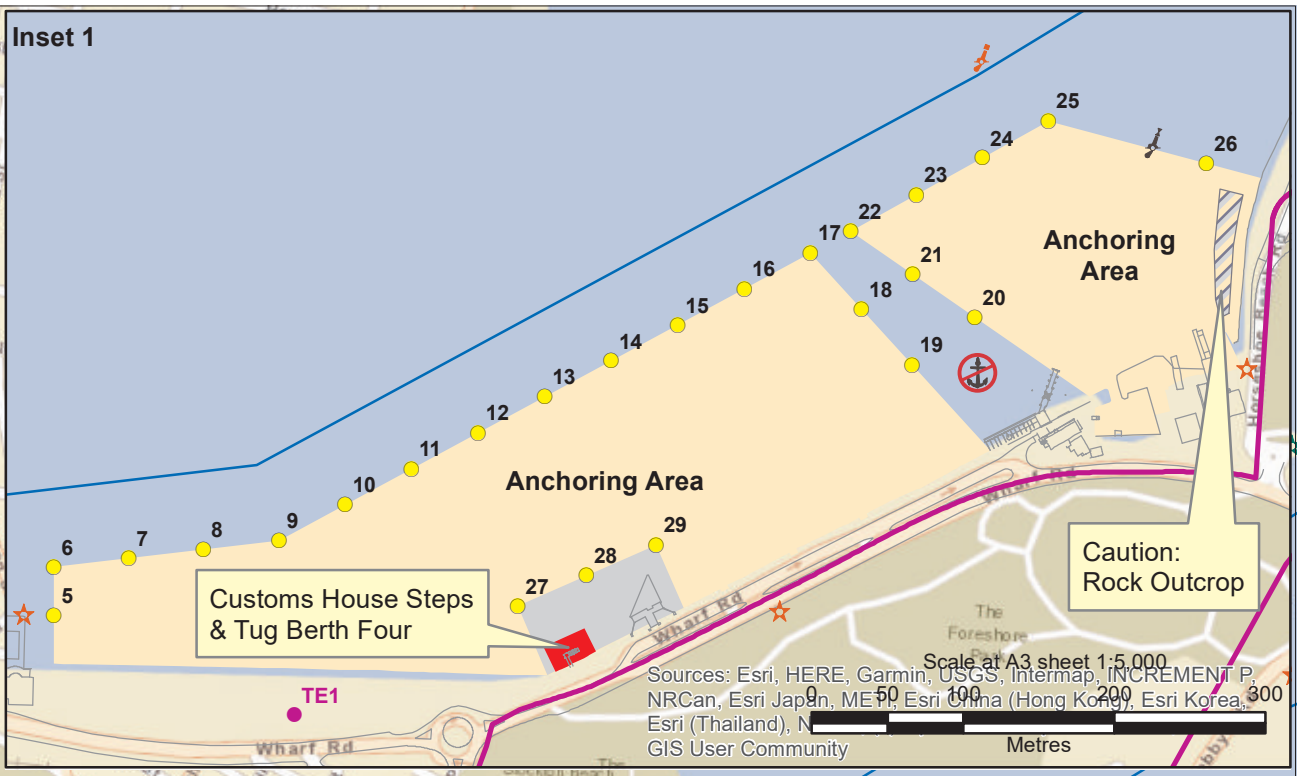 Inset 1
25
24
26
23
22
17
Anchoring
Area
21
16
18
20
15
14
19
13
12
11
Anchoring Area
10
9
29
8
7
28
6
27
5
Customs House Steps
& Tug Berth Four
Caution:
Rock Outcrop
Horseshoe Beach Rd
Wharf Rd
Wharf Rd
The
Foreshore
Park
TE1
Wharf Rd
Scale at A3 sheet 1:5,000
Sources: Esri, HERE, Garmin, USGS, Intermap, INCREMENT P,
NRCan, Esri Japan, METI, Esri China (Hong Kong), Esri Korea,
Esri (Thailand), N
GIS User Community
0 50 100 200 300
Metres
The